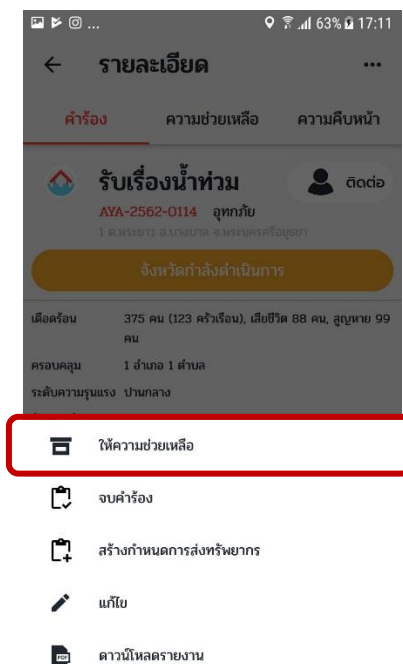 ... 63% 17:11
รายละเอียด
คำร้อง ความช่วยเหลือ ความคืบหน้า
รับเรื่องน้ำท่วม ติดต่อ
AYA-2562-0114 อุทกภัย
1 ต.พระขาว อ.บางบาล จ.พระนครศรีอยุธยา
จังหวัดกำลังดำเนินการ
เดือดร้อน 375 คน (123 ครัวเรือน), เสียชีวิต 88 คน, สูญหาย 99
คน
ครอบคลุม 1 อำเภอ 1 ตำบล
ระดับความรุนแรง ปานกลาง
ให้ความช่วยเหลือ
จบคำร้อง
สร้างกำหนดการส่งทรัพยากร
แก้ไข
PDF ดาวน์โหลดรายงาน